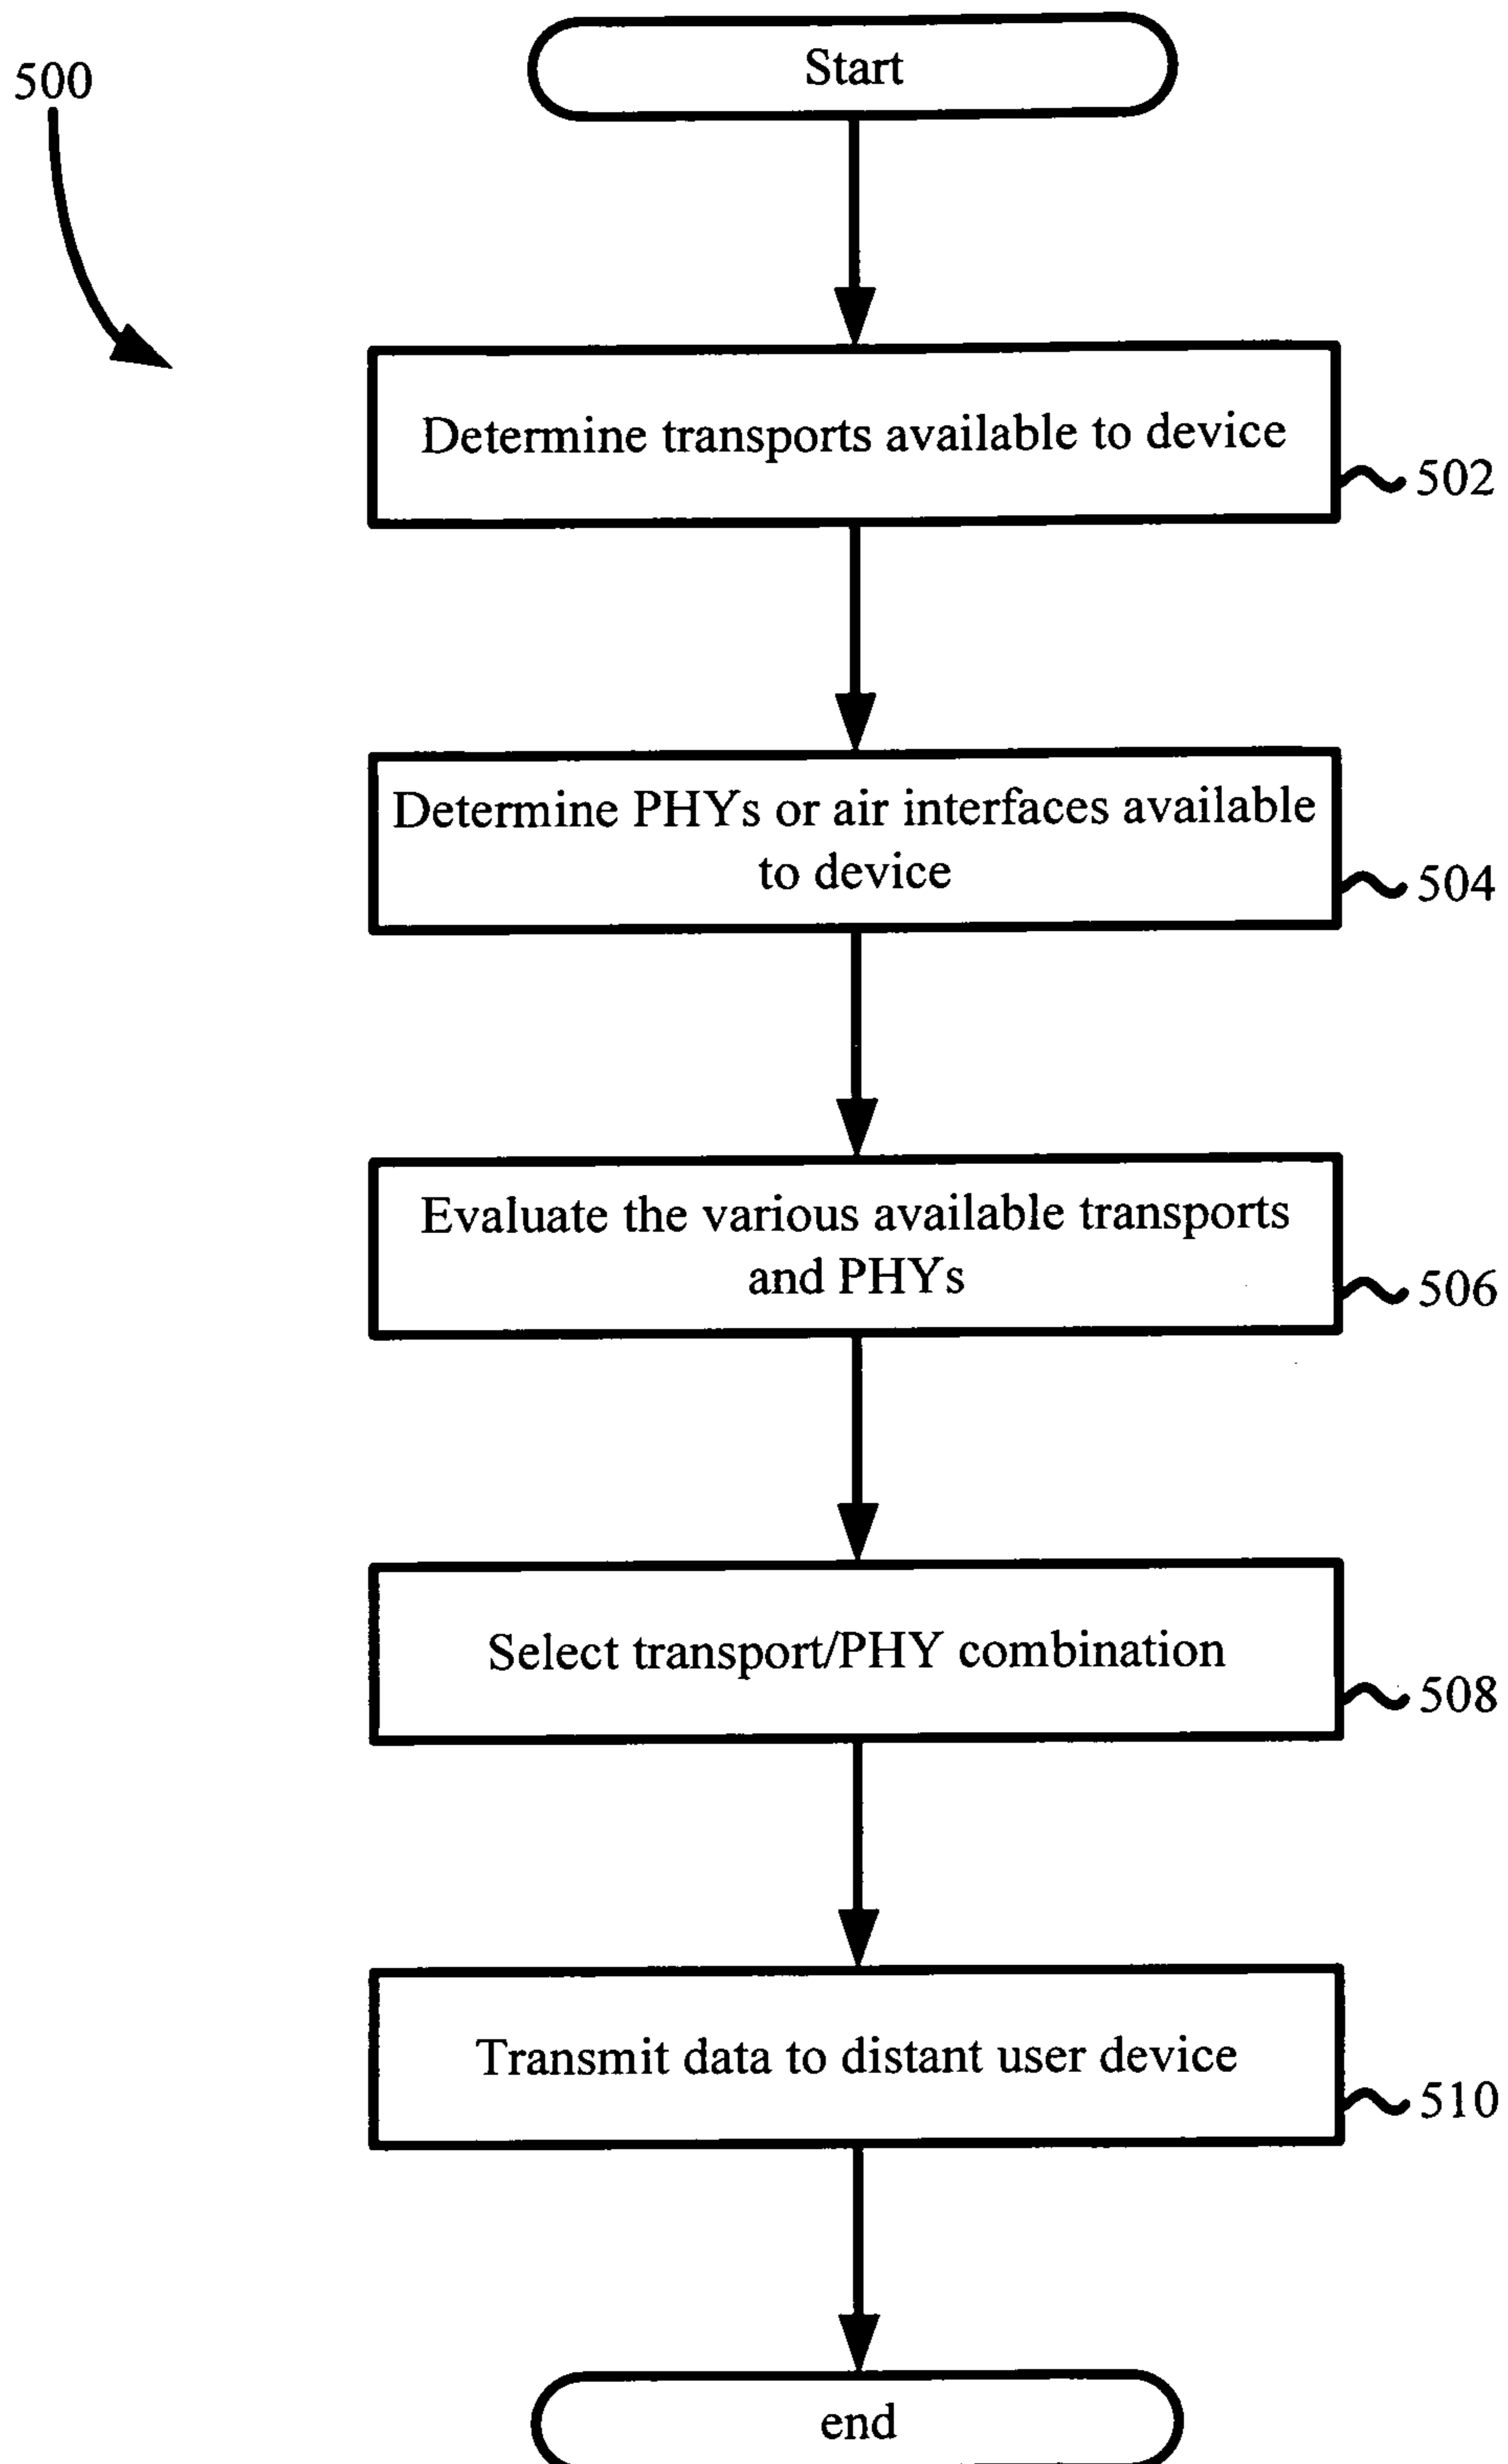 Start
500
Determine transports available to device
502
Determine PHYs or air interfaces available
to device
504
Evaluate the various available transports
and PHYs
506
Select transport/PHY combination
508
Transmit data to distant user device
510
end